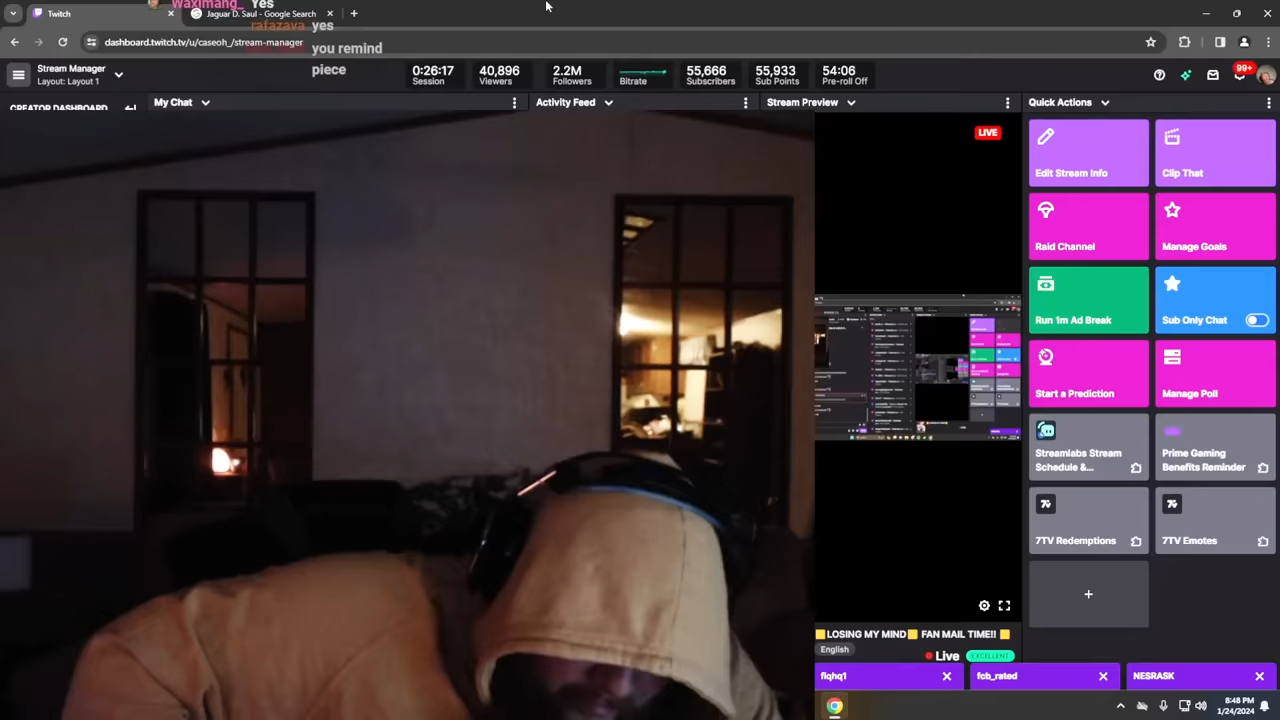 Twitch
Jaguar D. Saul - Google Search
Waximang_ Yes
rafazava yes
you remind
piece
dashboard.twitch.tv/u/caseoh_/stream-manager
Stream Manager
Layout: Layout 1
0:26:17
Session
40,896
Viewers
2.2M
Followers
Bitrate
55,666
Subscribers
55,933
Sub Points
54:06
Pre-roll Off
99+
CREATOR DASHBOARD
My Chat
Activity Feed
Stream Preview
Quick Actions
LIVE
Edit Stream Info
Clip That
Raid Channel
Manage Goals
Run 1m Ad Break
Sub Only Chat
Start a Prediction
Manage Poll
Streamlabs Stream
Schedule &...
Prime Gaming
Benefits Reminder
7TV Redemptions
7TV Emotes
LOSING MY MIND FAN MAIL TIME!!
English
Live
EXCELLENT
fcb_rated
NESRASK
8:48 PM
1/24/2024